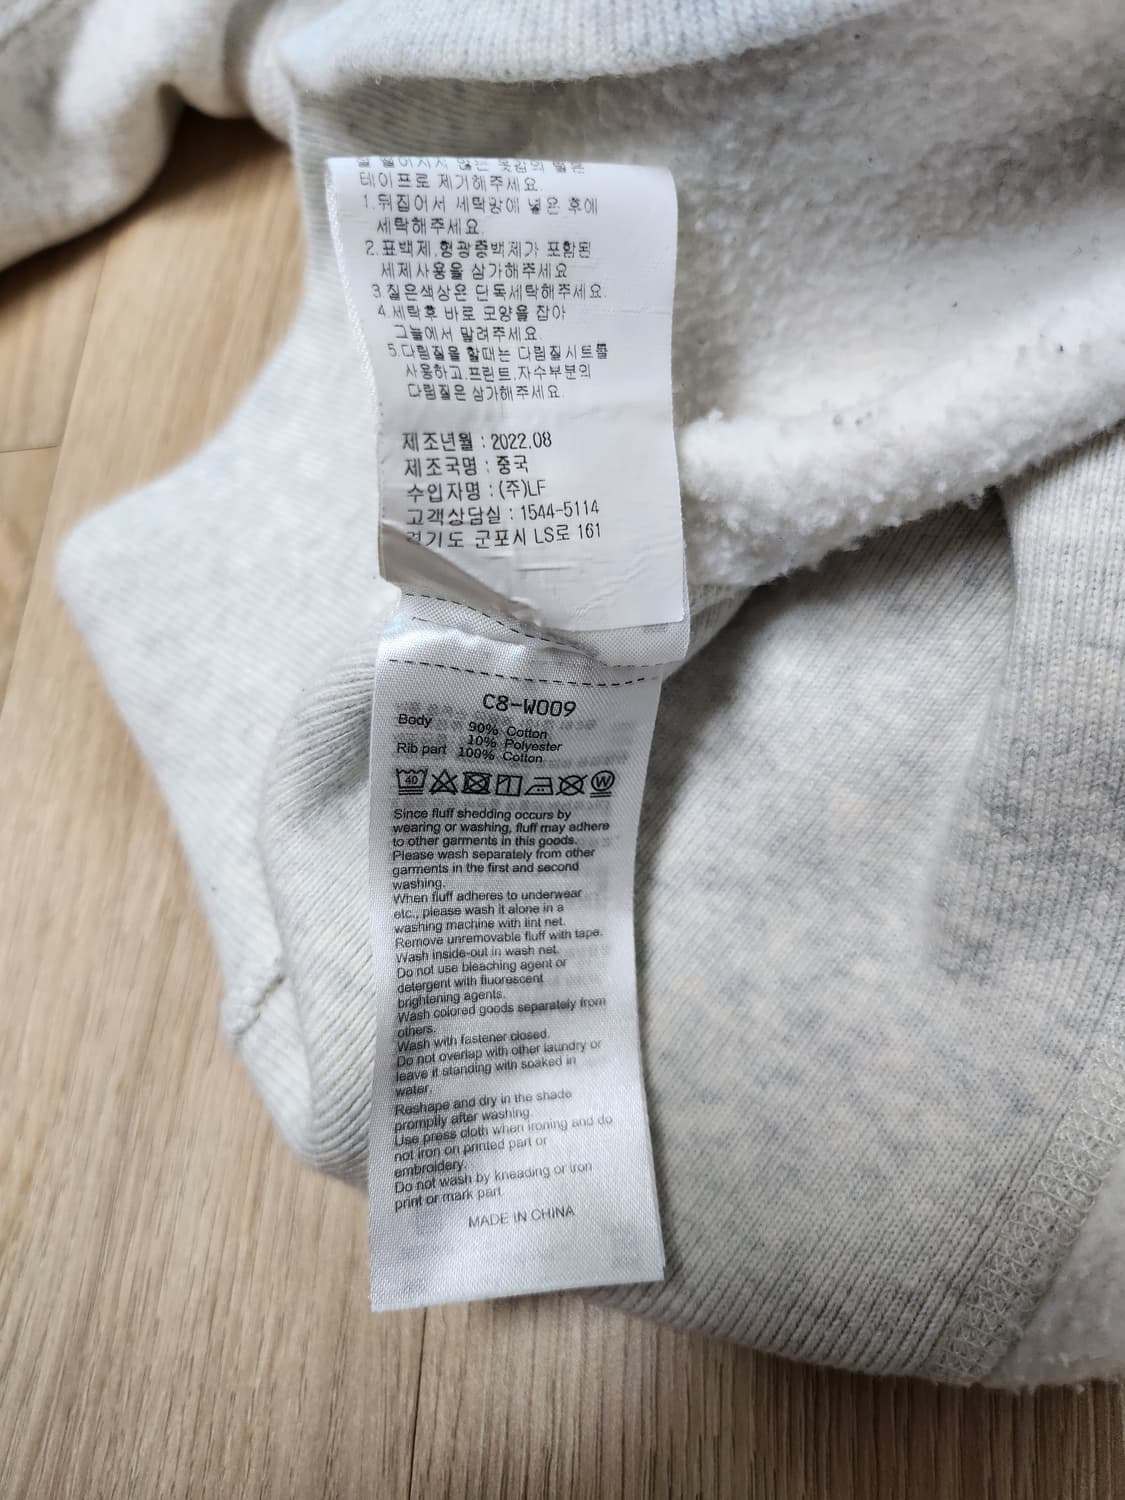 테이프로 제거해주세요.
1.뒤집어서 세탁망에 넣은 후에
세탁해주세요.
2.표백제,형광증백제가 포함된
세제사용을 삼가해주세요
3.짙은색상은 단독세탁해주세요.
4.세탁후 바로 모양을 잡아
그늘에서 말려주세요.
5.다림질을 할때는 다림질시트를
사용하고,프린트,자수부분의
다림질은 삼가해주세요.
제조년월 : 2022.08
제조국명 : 중국
수입자명 : (주)LF
고객상담실 : 1544-5114
경기도 군포시 LS로 161
C8-W009
Body 90% Cotton
10% Polyester
Rib part 100% Cotton
40 W
Since fluff shedding occurs by
wearing or washing, fluff may adhere
to other garments in this goods.
Please wash separately from other
garments in the first and second
washing.
When fluff adheres to underwear
etc., please wash it alone in a
washing machine with lint net.
Remove unremovable fluff with tape.
Wash inside-out in wash net.
Do not use bleaching agent or
detergent with fluorescent
brightening agents.
Wash colored goods separately from
others.
Wash with fastener closed.
Do not overlap with other laundry or
leave it standing with soaked in
water.
Reshape and dry in the shade
promptly after washing.
Use press cloth when ironing and do
not iron on printed part or
embroidery.
Do not wash by kneading or iron
print or mark part.
MADE IN CHINA